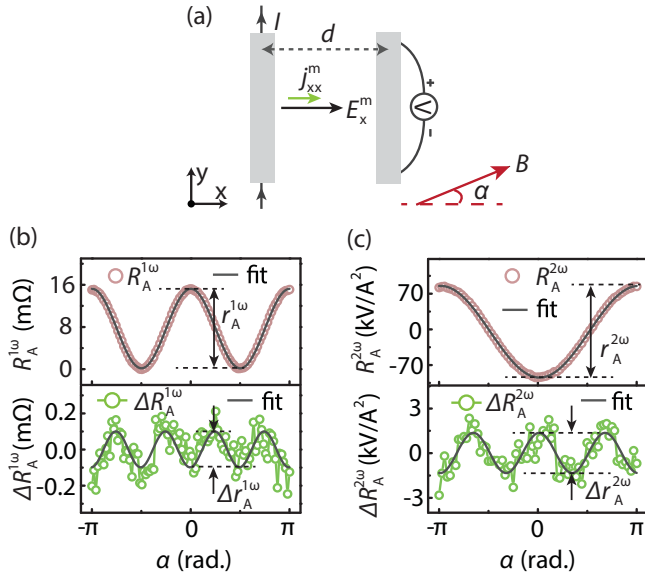 (a)
I
d
+
V
-
j_xx^m
E_x^m
B
α
y
x
(b)
R_A^1ω
fit
R_A^1ω (mΩ)
16
8
0
r_A^1ω
ΔR_A^1ω
fit
ΔR_A^1ω (mΩ)
0.2
0.0
-0.2
Δr_A^1ω
-π
0
π
α (rad.)
(c)
R_A^2ω
fit
R_A^2ω (kV/A²)
70
0
-70
r_A^2ω
ΔR_A^2ω
fit
ΔR_A^2ω (kV/A²)
3
0
-3
Δr_A^2ω
-π
0
π
α (rad.)